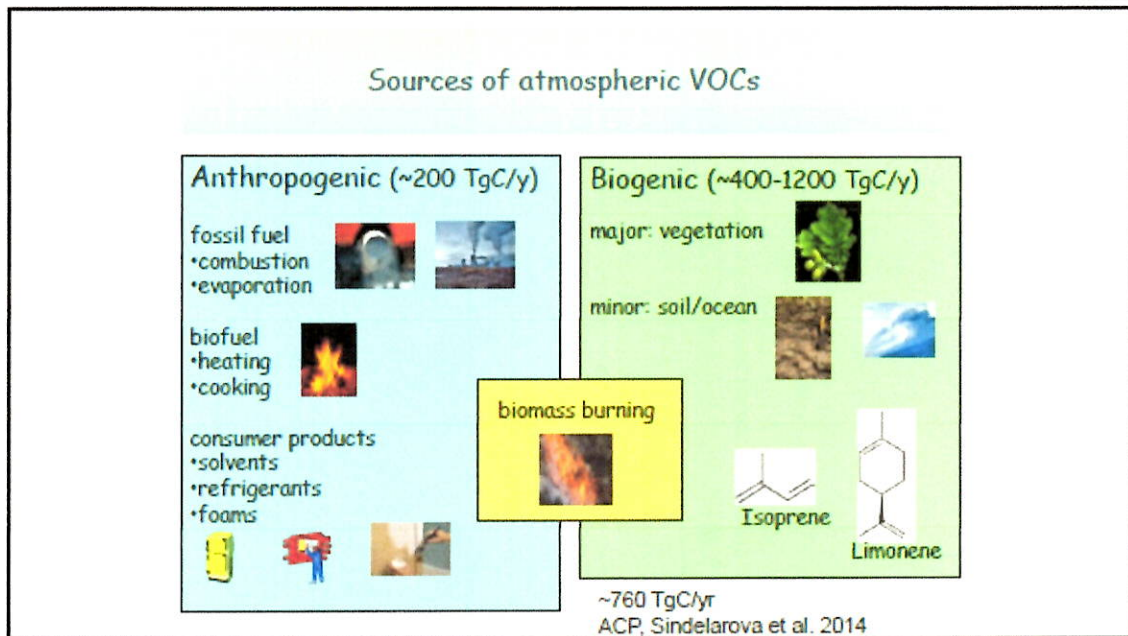 Sources of atmospheric VOCs
Anthropogenic (~200 TgC/y)
fossil fuel
•combustion
•evaporation
biofuel
•heating
•cooking
consumer products
•solvents
•refrigerants
•foams
biomass burning
Biogenic (~400-1200 TgC/y)
major: vegetation
minor: soil/ocean
Isoprene
Limonene
~760 TgC/yr
ACP, Sindelarova et al. 2014